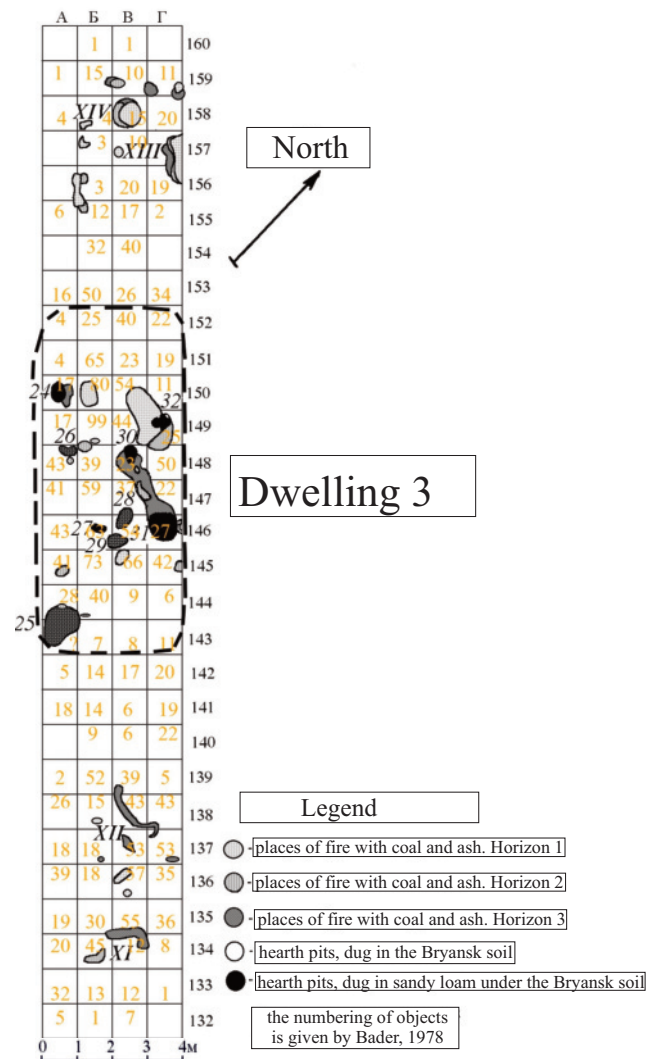 А Б В Г
1 1 160
1 15 10 11 159
XIV
4 4 15 20 158
3 10 XIII 157
North
3 20 19 156
6 12 17 2 155
32 40 154
16 50 26 34 153
4 25 40 22 152
4 65 23 19 151
24 17 80 54 11 150
32
17 99 44 25 149
26 30
43 39 23 50 148
41 59 37 22 147
28
Dwelling 3
27 43 54 31 27 146
29
41 73 66 42 145
28 40 9 6 144
25
7 8 11 143
5 14 17 20 142
18 14 6 19 141
9 6 22 140
2 52 39 5 139
26 15 43 43 138
XII
18 18 53 53 137
39 18 57 35 136
19 30 55 36 135
20 45 8 134
XI
133
32 13 12 1
5 1 7 132
0 1 2 3 4м
Legend
- places of fire with coal and ash. Horizon 1
- places of fire with coal and ash. Horizon 2
- places of fire with coal and ash. Horizon 3
- hearth pits, dug in the Bryansk soil
- hearth pits, dug in sandy loam under the Bryansk soil
the numbering of objects
is given by Bader, 1978